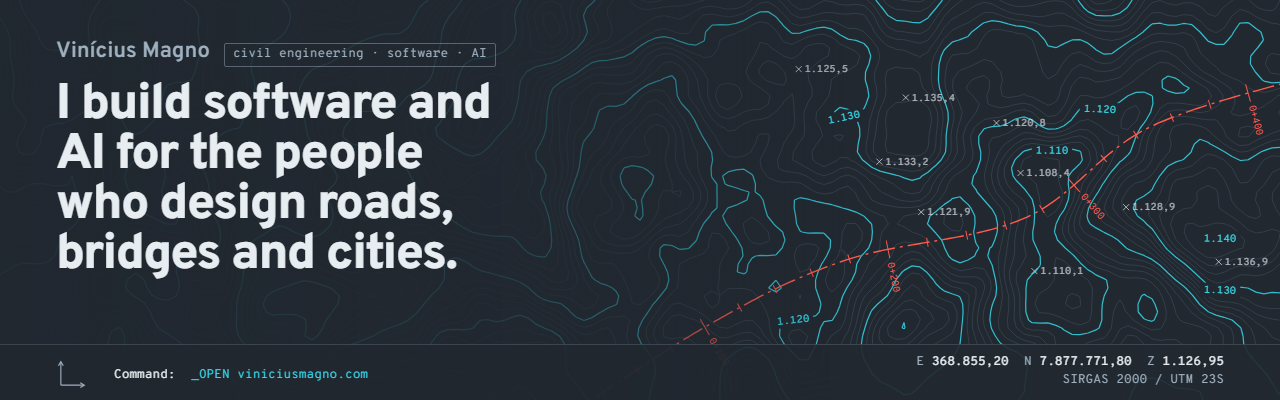 Vinícius Magno
civil engineering · software · AI
I build software and
AI for the people
who design roads,
bridges and cities.
1.125,5
1.135,4
1.130
1.133,2
1.120,8
1.120
0+400
1.110
1.108,4
0+300
1.128,9
1.121,9
1.140
1.136,9
1.130
0+200
1.110,1
1.120
Command: _OPEN viniciusmagno.com
E 368.855,20 N 7.877.771,80 Z 1.126,95
SIRGAS 2000 / UTM 23S